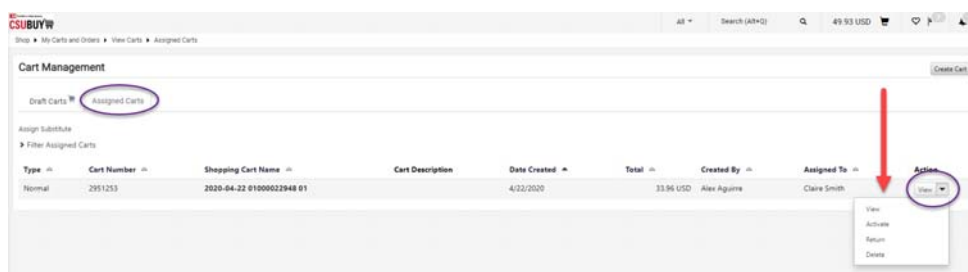 CSUBUY
All Search (Alt+Q) 49.93 USD
Shop My Carts and Orders View Carts Assigned Carts
Cart Management
Create Cart
Draft Carts Assigned Carts
Assign Substitute
Filter Assigned Carts
Type Cart Number Shopping Cart Name Cart Description Date Created Total Created By Assigned To Action
Normal 2951253 2020-04-22 01000022948 01 4/22/2020 33.96 USD Alex Aguirre Claire Smith View
View
Activate
Return
Delete